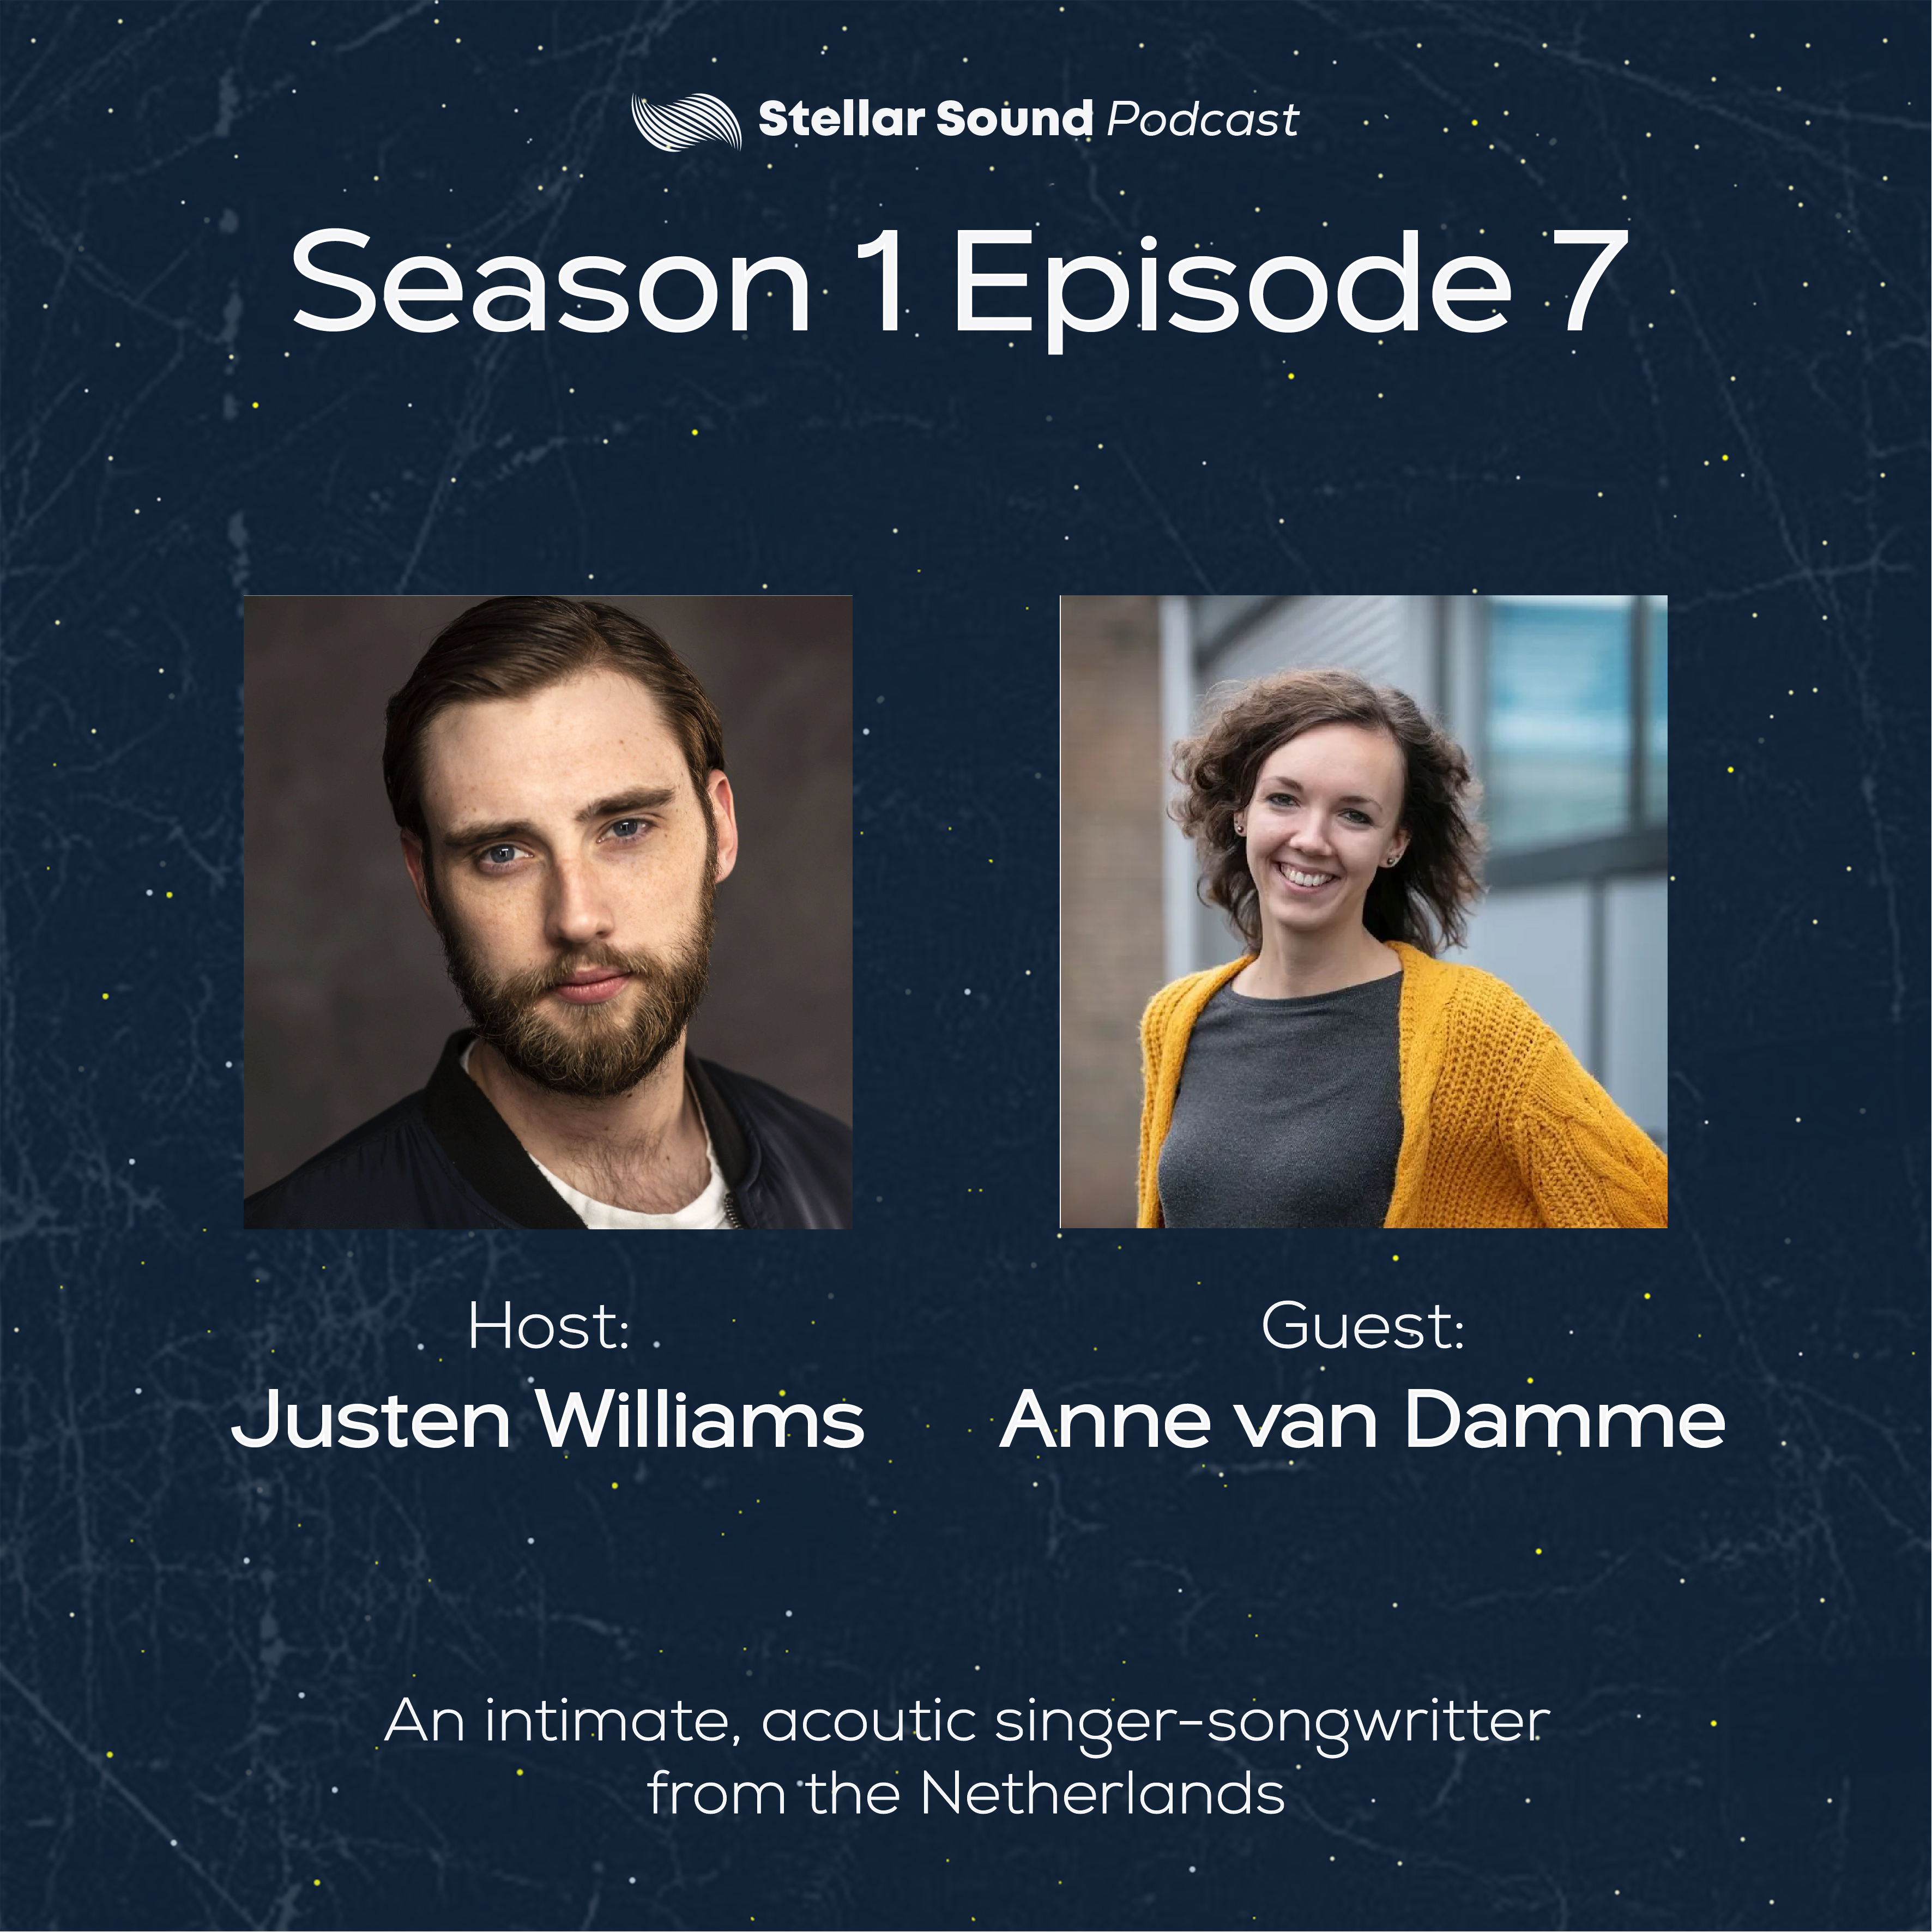 Stellar Sound Podcast
Season 1 Episode 7
Host:
Justen Williams
Guest:
Anne van Damme
An intimate, acoutic singer-songwritter
from the Netherlands